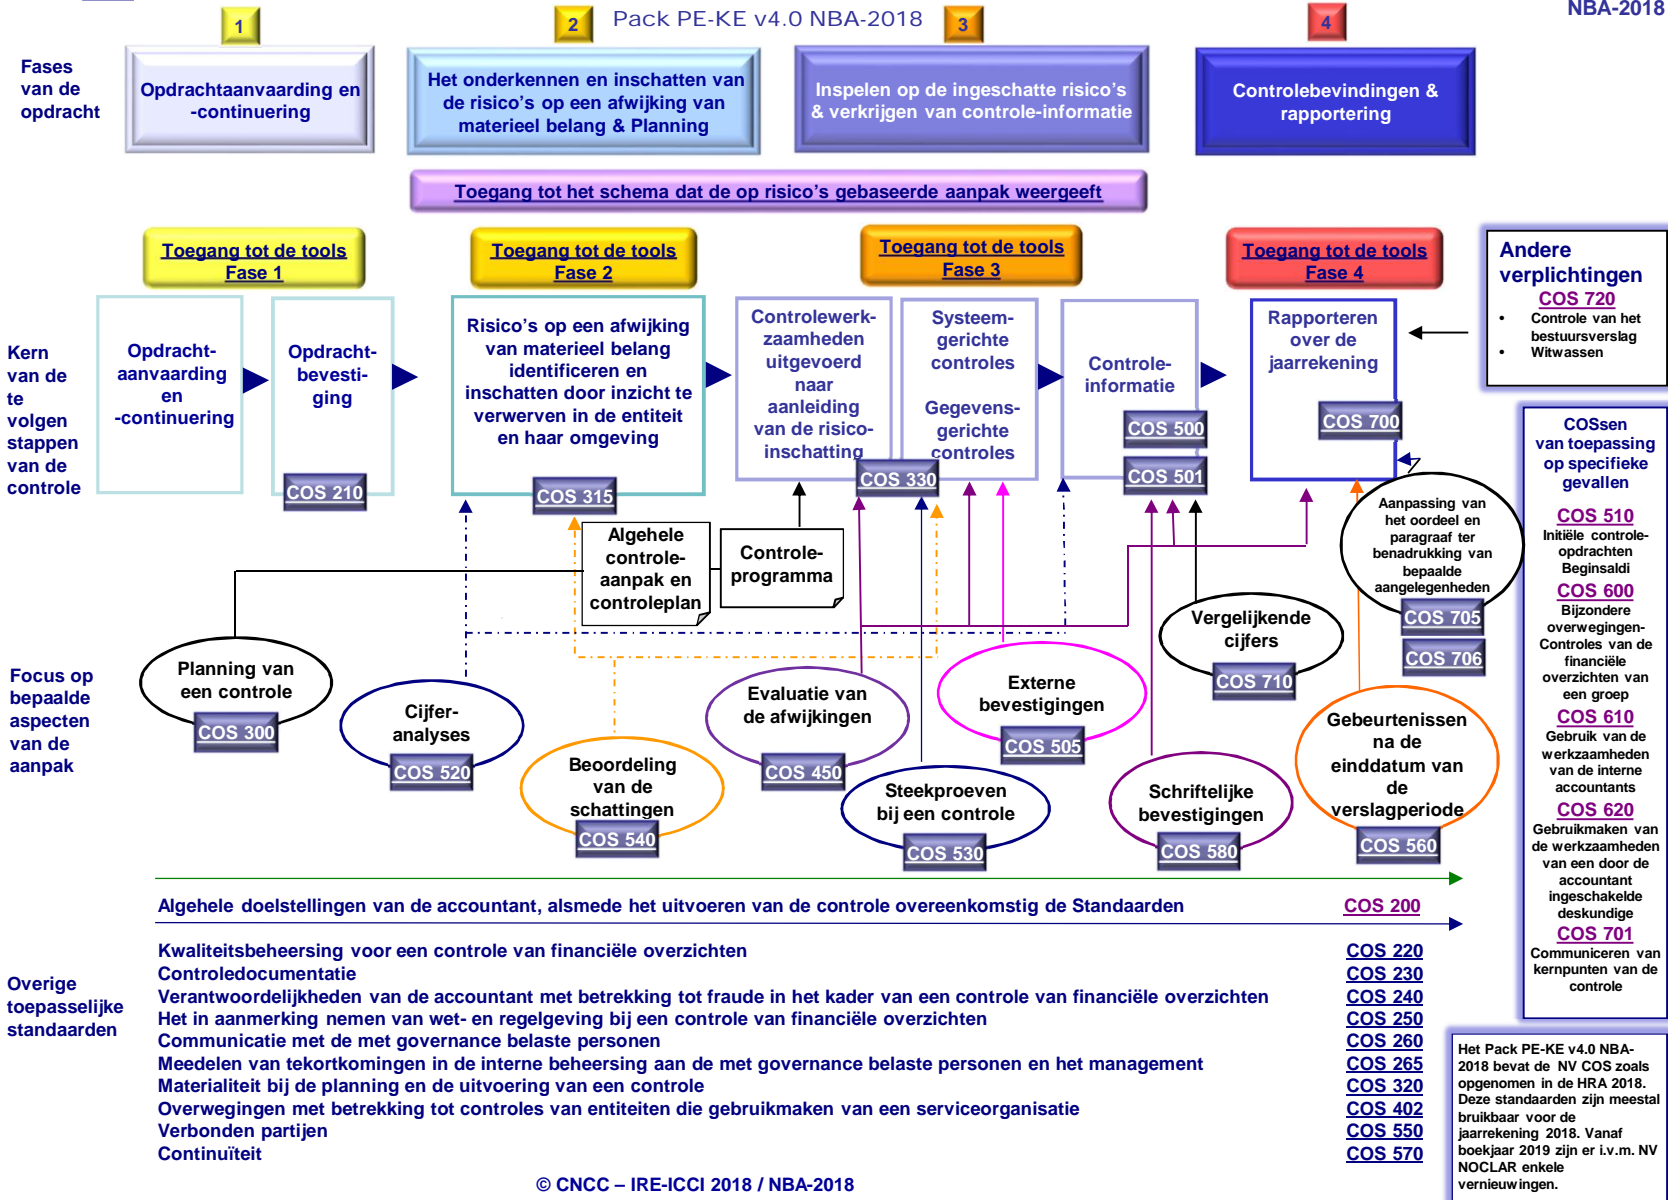 Pack PE-KE v4.0 NBA-2018
NBA-2018
1
2
3
4
Fases
van de
opdracht
Opdrachtaanvaarding en
-continuering
Het onderkennen en inschatten van
de risico's op een afwijking van
materieel belang & Planning
Inspelen op de ingeschatte risico's
& verkrijgen van controle-informatie
Controlebevindingen &
rapportering
Toegang tot het schema dat de op risico's gebaseerde aanpak weergeeft
Toegang tot de tools
Fase 1
Toegang tot de tools
Fase 2
Toegang tot de tools
Fase 3
Toegang tot de tools
Fase 4
Kern
van de
te
volgen
stappen
van de
controle
Opdracht-
aanvaarding
en
-continuering
Opdracht-
bevesti-
ging
COS 210
Risico's op een afwijking
van materieel belang
identificeren en
inschatten door inzicht te
verwerven in de entiteit
en haar omgeving
COS 315
Controlewerk-
zaamheden
uitgevoerd
naar
aanleiding
van de risico-
inschatting
Systeem-
gerichte
controles
Gegevens-
gerichte
controles
COS 330
Controle-
informatie
COS 500
COS 501
Rapporteren
over de
jaarrekening
COS 700
Andere
verplichtingen
COS 720
• Controle van het
bestuursverslag
• Witwassen
Algehele
controle-
aanpak en
controleplan
Controle-
programma
Aanpassing van
het oordeel en
paragraaf ter
benadrukking van
bepaalde
aangelegenheden
COS 705
COS 706
Focus op
bepaalde
aspecten
van de
aanpak
Planning van
een controle
COS 300
Cijfer-
analyses
COS 520
Beoordeling
van de
schattingen
COS 540
Evaluatie van
de afwijkingen
COS 450
Steekproeven
bij een controle
COS 530
Externe
bevestigingen
COS 505
Schriftelijke
bevestigingen
COS 580
Vergelijkende
cijfers
COS 710
Gebeurtenissen
na de
einddatum van
de
verslagperiode
COS 560
COSsen
van toepassing
op specifieke
gevallen
COS 510
Initiële controle-
opdrachten
Beginsaldi
COS 600
Bijzondere
overwegingen-
Controles van de
financiële
overzichten van
een groep
COS 610
Gebruik van de
werkzaamheden
van de interne
accountants
COS 620
Gebruikmaken van
de werkzaamheden
van een door de
accountant
ingeschakelde
deskundige
COS 701
Communiceren van
kernpunten van de
controle
Algehele doelstellingen van de accountant, alsmede het uitvoeren van de controle overeenkomstig de Standaarden COS 200
Overige
toepasselijke
standaarden
Kwaliteitsbeheersing voor een controle van financiële overzichten COS 220
Controledocumentatie COS 230
Verantwoordelijkheden van de accountant met betrekking tot fraude in het kader van een controle van financiële overzichten COS 240
Het in aanmerking nemen van wet- en regelgeving bij een controle van financiële overzichten COS 250
Communicatie met de met governance belaste personen COS 260
Meedelen van tekortkomingen in de interne beheersing aan de met governance belaste personen en het management COS 265
Materialiteit bij de planning en de uitvoering van een controle COS 320
Overwegingen met betrekking tot controles van entiteiten die gebruikmaken van een serviceorganisatie COS 402
Verbonden partijen COS 550
Continuïteit COS 570
Het Pack PE-KE v4.0 NBA-
2018 bevat de NV COS zoals
opgenomen in de HRA 2018.
Deze standaarden zijn meestal
bruikbaar voor de
jaarrekening 2018. Vanaf
boekjaar 2019 zijn er i.v.m. NV
NOCLAR enkele
vernieuwingen.
© CNCC – IRE-ICCI 2018 / NBA-2018